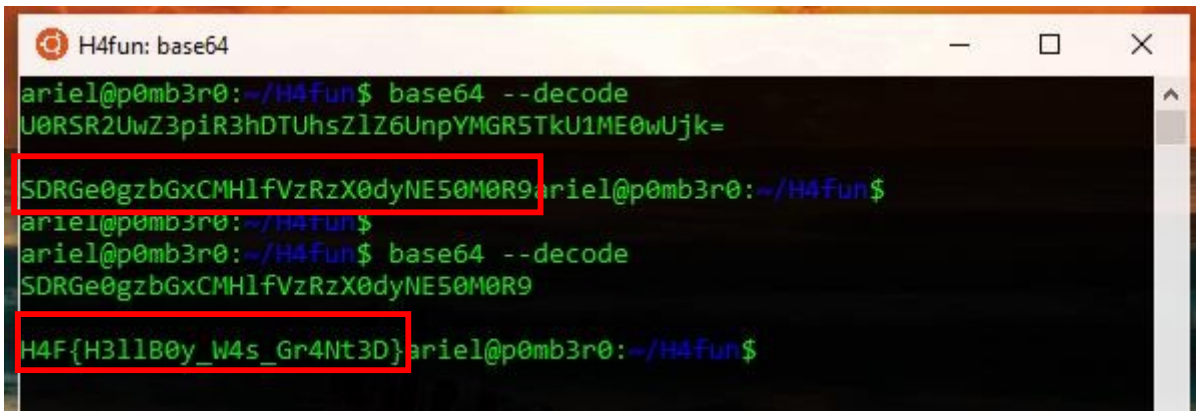 H4fun: base64
ariel@p0mb3r0:~/H4fun$ base64 --decode
U0RSR2UwZ3piR3hDTUhsZlZ6UnpYMGR5TkU1ME0wUjk=
SDRGe0gzbGxCMHlfVzRzX0dyNE50M0R9ariel@p0mb3r0:~/H4fun$
ariel@p0mb3r0:~/H4fun$
ariel@p0mb3r0:~/H4fun$ base64 --decode
SDRGe0gzbGxCMHlfVzRzX0dyNE50M0R9
H4F{H3llB0y_W4s_Gr4Nt3D}ariel@p0mb3r0:~/H4fun$